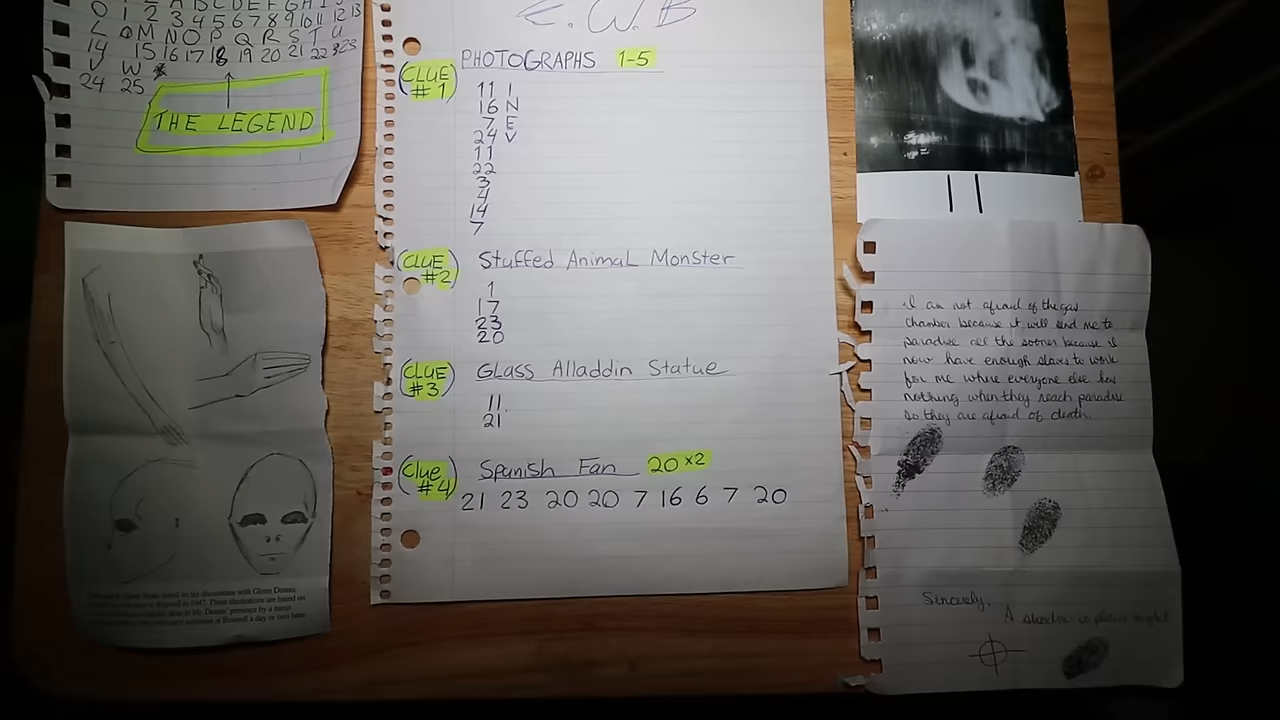 A B C D E F G H I
0 1 2 3 4 5 6 7 8 9 10 11 12 13
L M N O P Q R S T U
14 15 16 17 18 19 20 21 22 23
V W
24 25
THE LEGEND
E.W.B
(CLUE #1) PHOTOGRAPHS 1-5
11 I
16 N
7 E
24 V
11
22
3
4
14
7
(CLUE #2) Stuffed Animal Monster
1
17
23
20
(CLUE #3) Glass Alladdin Statue
11.
21
(Clue #4) Spanish Fan 20 x2
21 23 20 20 7 16 6 7 20
11
I am not afraid of the gas
chamber because it will send me to
paradise all the sooner because I
now have enough slaves to work
for me where everyone else has
nothing when they reach paradise
so they are afraid of death.
Sincerely,
A shadow